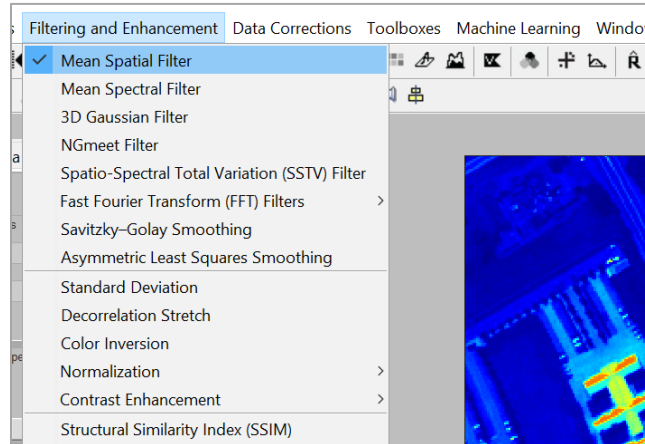 Filtering and Enhancement Data Corrections Toolboxes Machine Learning
Mean Spatial Filter
Mean Spectral Filter
3D Gaussian Filter
NGmeet Filter
Spatio-Spectral Total Variation (SSTV) Filter
Fast Fourier Transform (FFT) Filters
Savitzky–Golay Smoothing
Asymmetric Least Squares Smoothing
Standard Deviation
Decorrelation Stretch
Color Inversion
Normalization
Contrast Enhancement
Structural Similarity Index (SSIM)